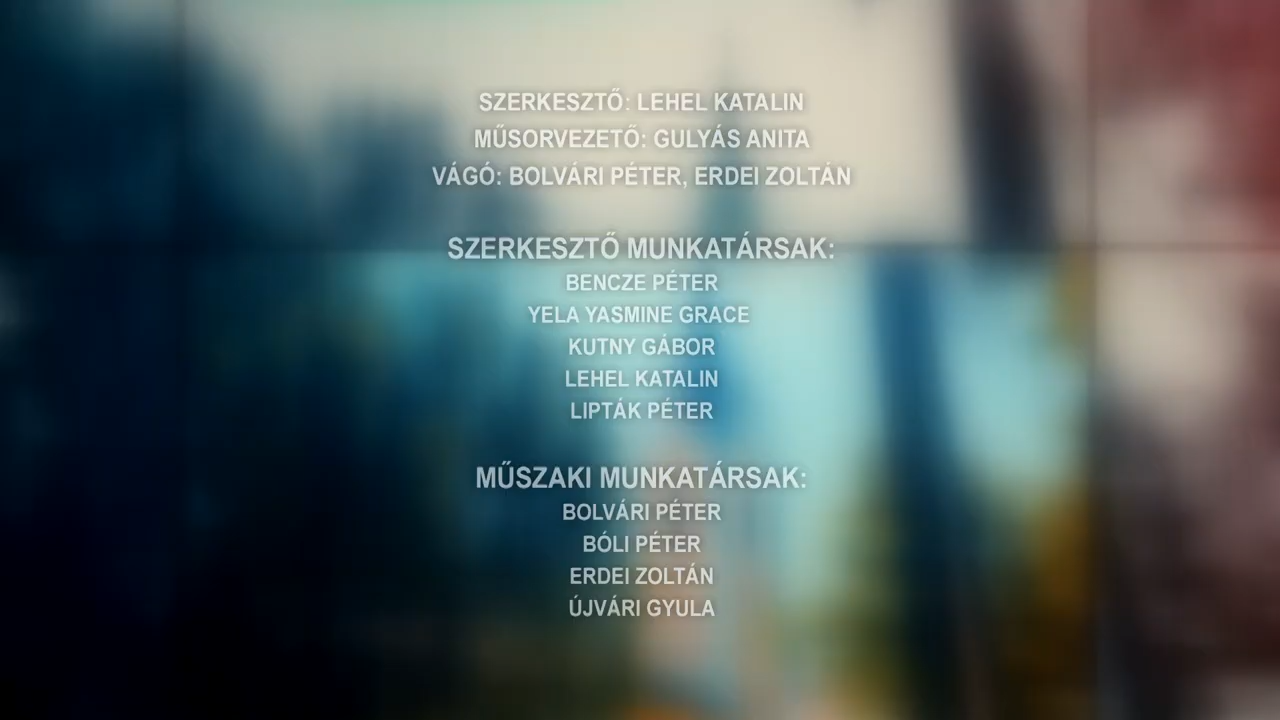 SZERKESZTŐ: LEHEL KATALIN
MŰSORVEZETŐ: GULYÁS ANITA
VÁGÓ: BOLVÁRI PÉTER, ERDEI ZOLTÁN
SZERKESZTŐ MUNKATÁRSAK:
BENCZE PÉTER
YELA YASMINE GRACE
KUTNY GÁBOR
LEHEL KATALIN
LIPTÁK PÉTER
MŰSZAKI MUNKATÁRSAK:
BOLVÁRI PÉTER
BÓLI PÉTER
ERDEI ZOLTÁN
ÚJVÁRI GYULA